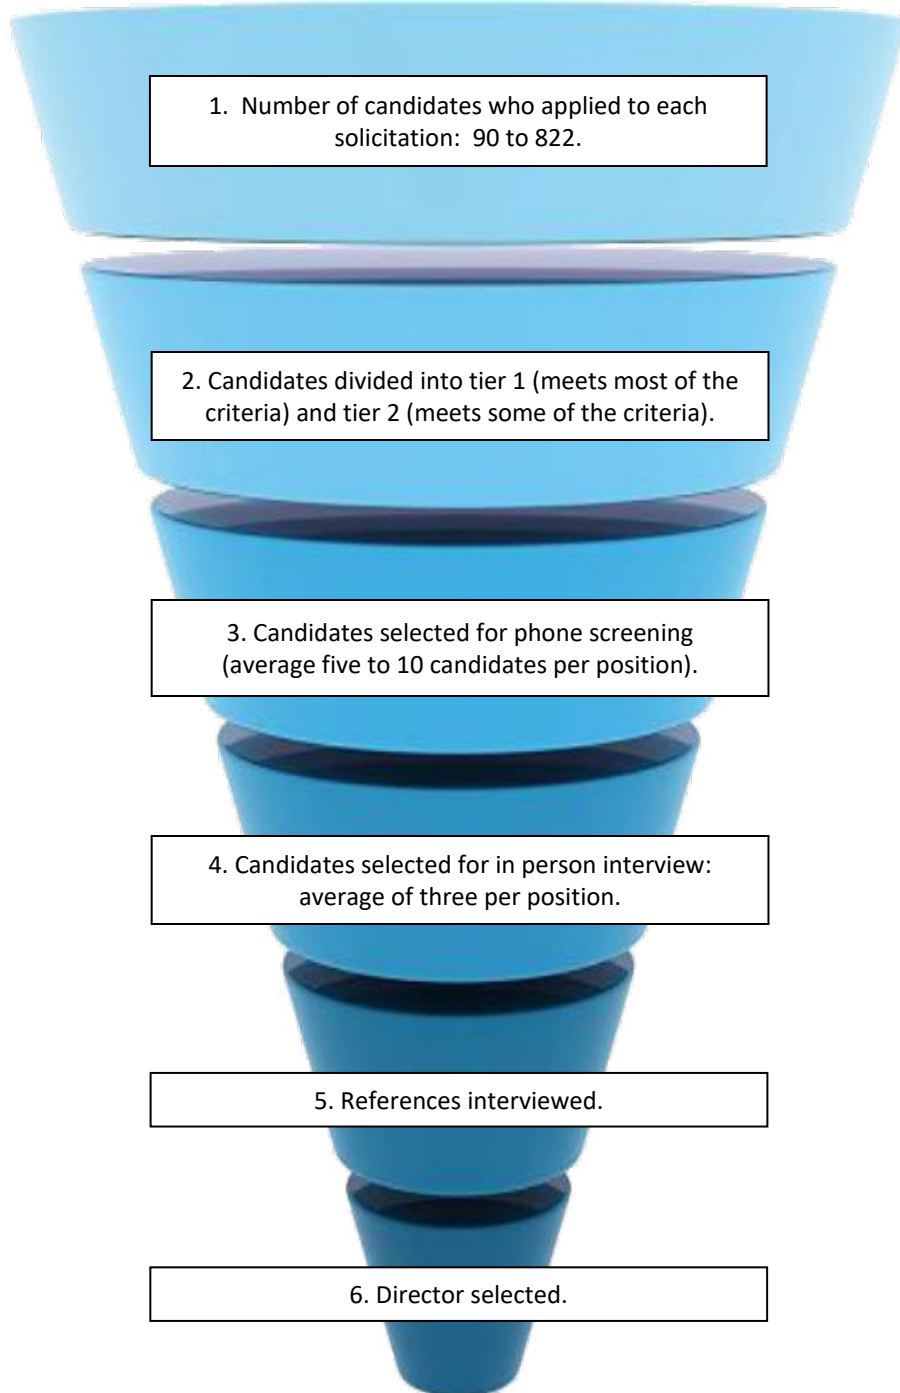 1. Number of candidates who applied to each
solicitation: 90 to 822.
2. Candidates divided into tier 1 (meets most of the
criteria) and tier 2 (meets some of the criteria).
3. Candidates selected for phone screening
(average five to 10 candidates per position).
4. Candidates selected for in person interview:
average of three per position.
5. References interviewed.
6. Director selected.